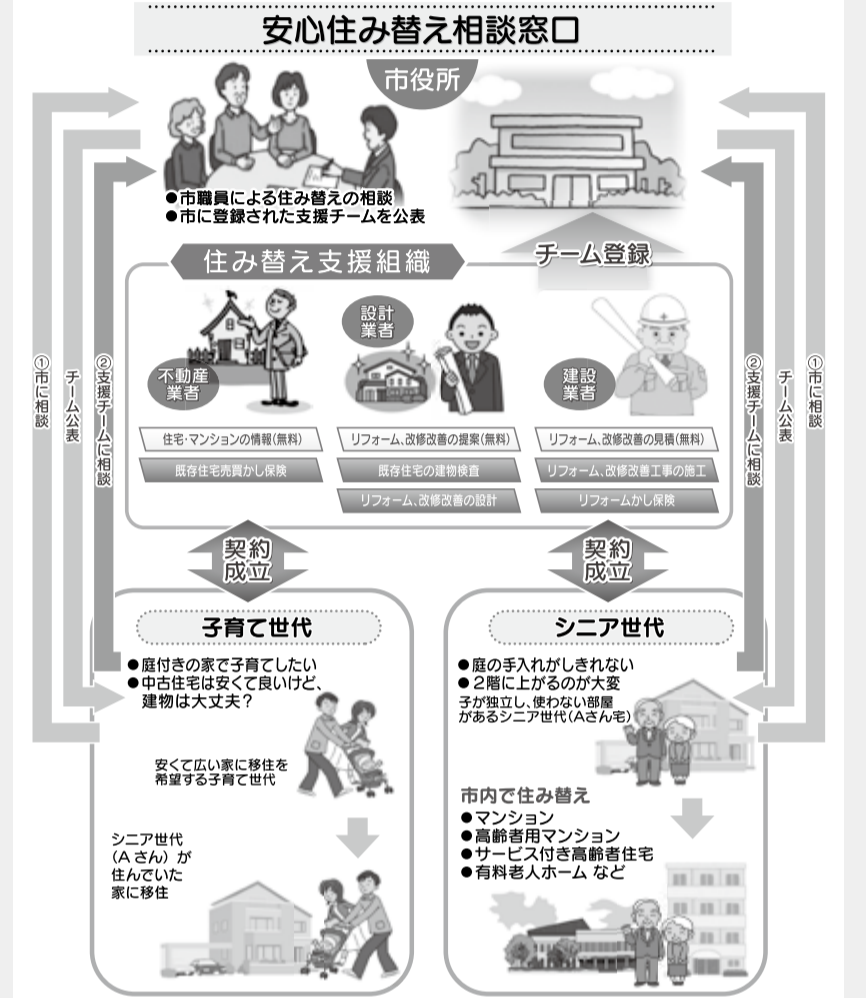 安心住み替え相談窓口
市役所
●市職員による住み替えの相談
●市に登録された支援チームを公表
チーム登録
住み替え支援組織
不動産
業者
設計
業者
建設
業者
住宅・マンションの情報(無料)
既存住宅売買かし保険
リフォーム、改修改善の提案(無料)
既存住宅の建物検査
リフォーム、改修改善の設計
リフォーム、改修改善の見積(無料)
リフォーム、改修改善工事の施工
リフォームかし保険
①市に相談
チーム公表
②支援チームに相談
②支援チームに相談
チーム公表
①市に相談
契約
成立
契約
成立
子育て世代
●庭付きの家で子育てしたい
●中古住宅は安くて良いけど、
建物は大丈夫？
安くて広い家に移住を
希望する子育て世代
シニア世代
(Aさん)が
住んでいた
家に移住
シニア世代
●庭の手入れがしきれない
●2階に上がるのが大変
子が独立し、使わない部屋
があるシニア世代(Aさん宅)
市内で住み替え
●マンション
●高齢者用マンション
●サービス付き高齢者住宅
●有料老人ホーム など